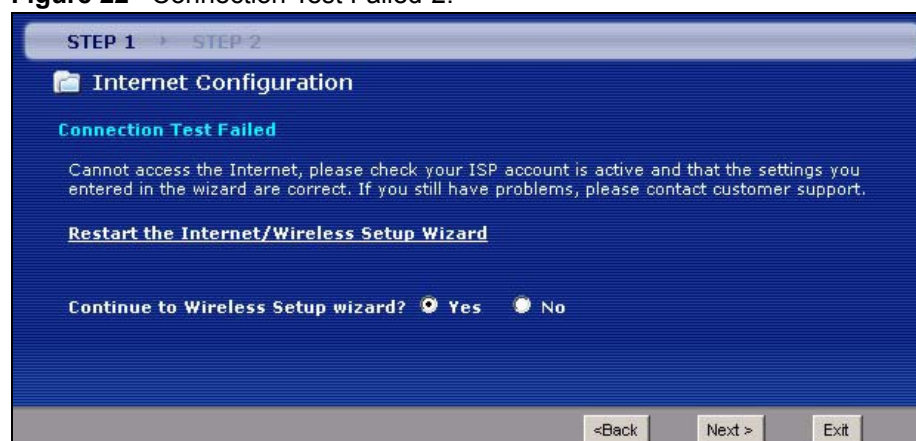 Figure 22 Connection Test Failed-2.
STEP 1 STEP 2
Internet Configuration
Connection Test Failed
Cannot access the Internet, please check your ISP account is active and that the settings you
entered in the wizard are correct. If you still have problems, please contact customer support.
Restart the Internet/Wireless Setup Wizard
Continue to Wireless Setup wizard? Yes No
<Back Next > Exit